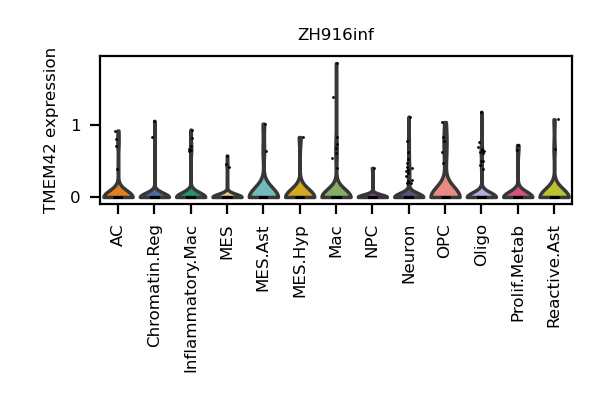 ZH916inf
TMEM42 expression
1
0
AC
Chromatin.Reg
Inflammatory.Mac
MES
MES.Ast
MES.Hyp
Mac
NPC
Neuron
OPC
Oligo
Prolif.Metab
Reactive.Ast